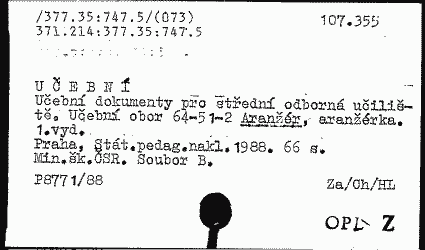 /377.35:747.5/(073)
107.355
371.214:377.35:747.5
U Č E B N Í
Učební dokumenty pro střední odborná učiliš-
tě. Učební obor 64-51-2 Aranžér, aranžérka.
1.vyd.
Praha, Stát.pedag.nakl.1988. 66 s.
Min.šk.ČSR. Soubor B.
P8771/88
Za/Ch/HL
OPL Z